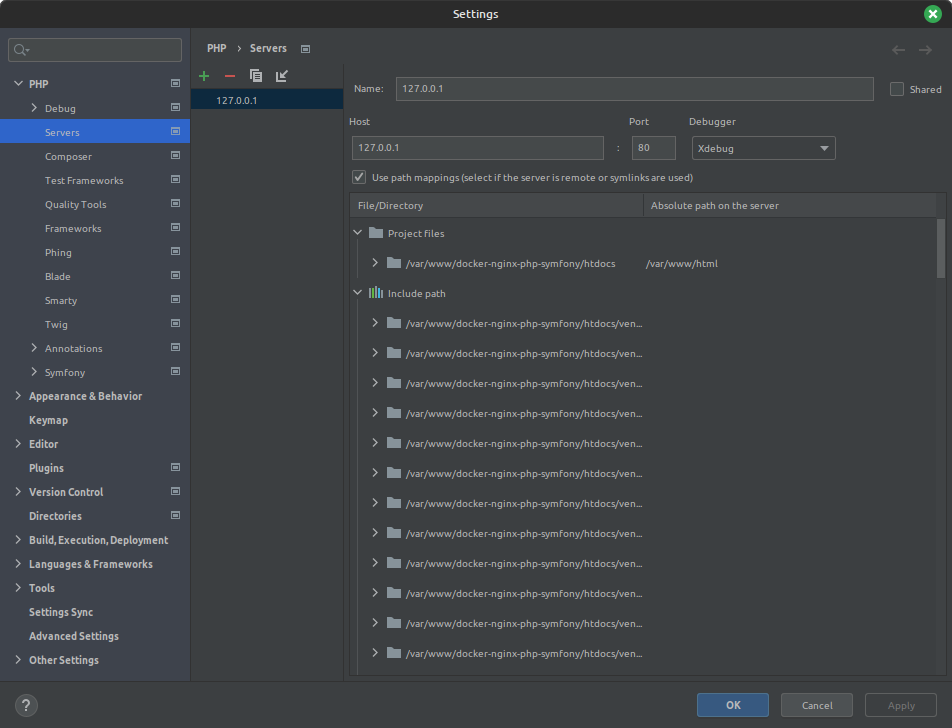 Settings
PHP
Debug
Servers
Composer
Test Frameworks
Quality Tools
Frameworks
Phing
Blade
Smarty
Twig
Annotations
Symfony
Appearance & Behavior
Keymap
Editor
Plugins
Version Control
Directories
Build, Execution, Deployment
Languages & Frameworks
Tools
Settings Sync
Advanced Settings
Other Settings
PHP › Servers
127.0.0.1
Name: 127.0.0.1 Shared
Host Port Debugger
127.0.0.1 : 80 Xdebug
Use path mappings (select if the server is remote or symlinks are used)
File/Directory Absolute path on the server
Project files
/var/www/docker-nginx-php-symfony/htdocs /var/www/html
Include path
/var/www/docker-nginx-php-symfony/htdocs/ven...
/var/www/docker-nginx-php-symfony/htdocs/ven...
/var/www/docker-nginx-php-symfony/htdocs/ven...
/var/www/docker-nginx-php-symfony/htdocs/ven...
/var/www/docker-nginx-php-symfony/htdocs/ven...
/var/www/docker-nginx-php-symfony/htdocs/ven...
/var/www/docker-nginx-php-symfony/htdocs/ven...
/var/www/docker-nginx-php-symfony/htdocs/ven...
/var/www/docker-nginx-php-symfony/htdocs/ven...
/var/www/docker-nginx-php-symfony/htdocs/ven...
/var/www/docker-nginx-php-symfony/htdocs/ven...
/var/www/docker-nginx-php-symfony/htdocs/ven...
? OK Cancel Apply